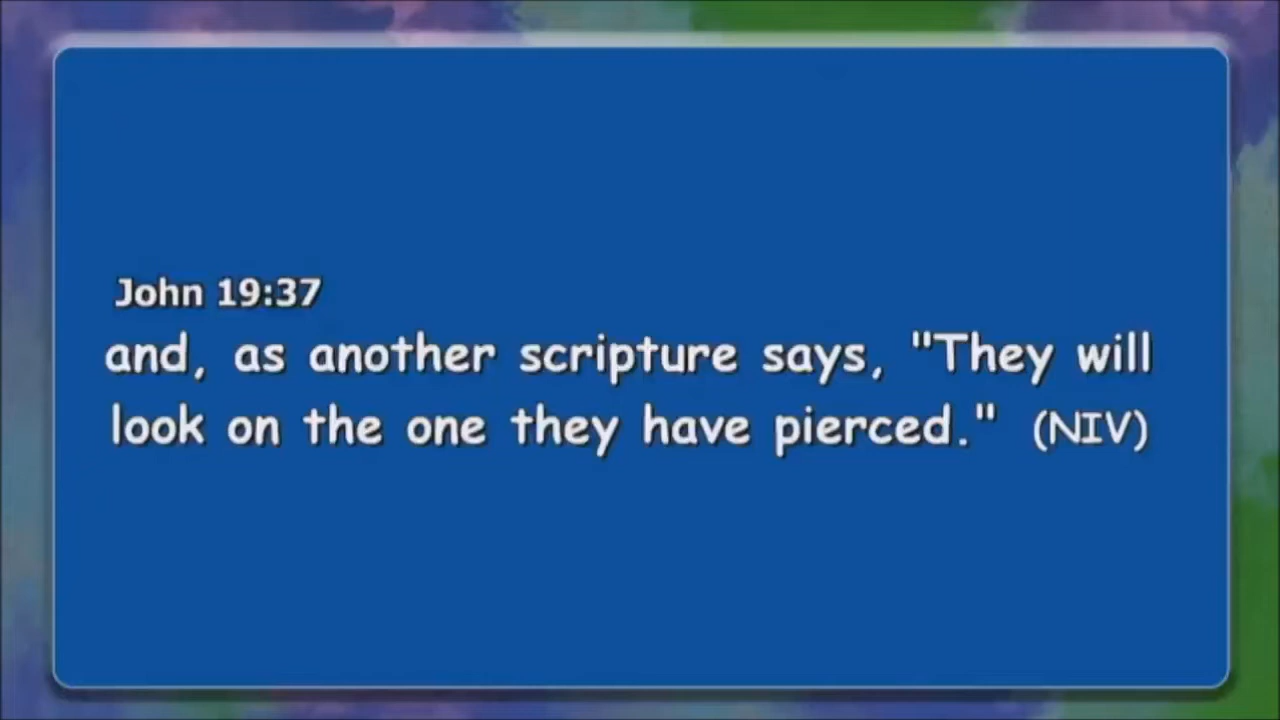 John 19:37
and, as another scripture says, "They will
look on the one they have pierced." (NIV)